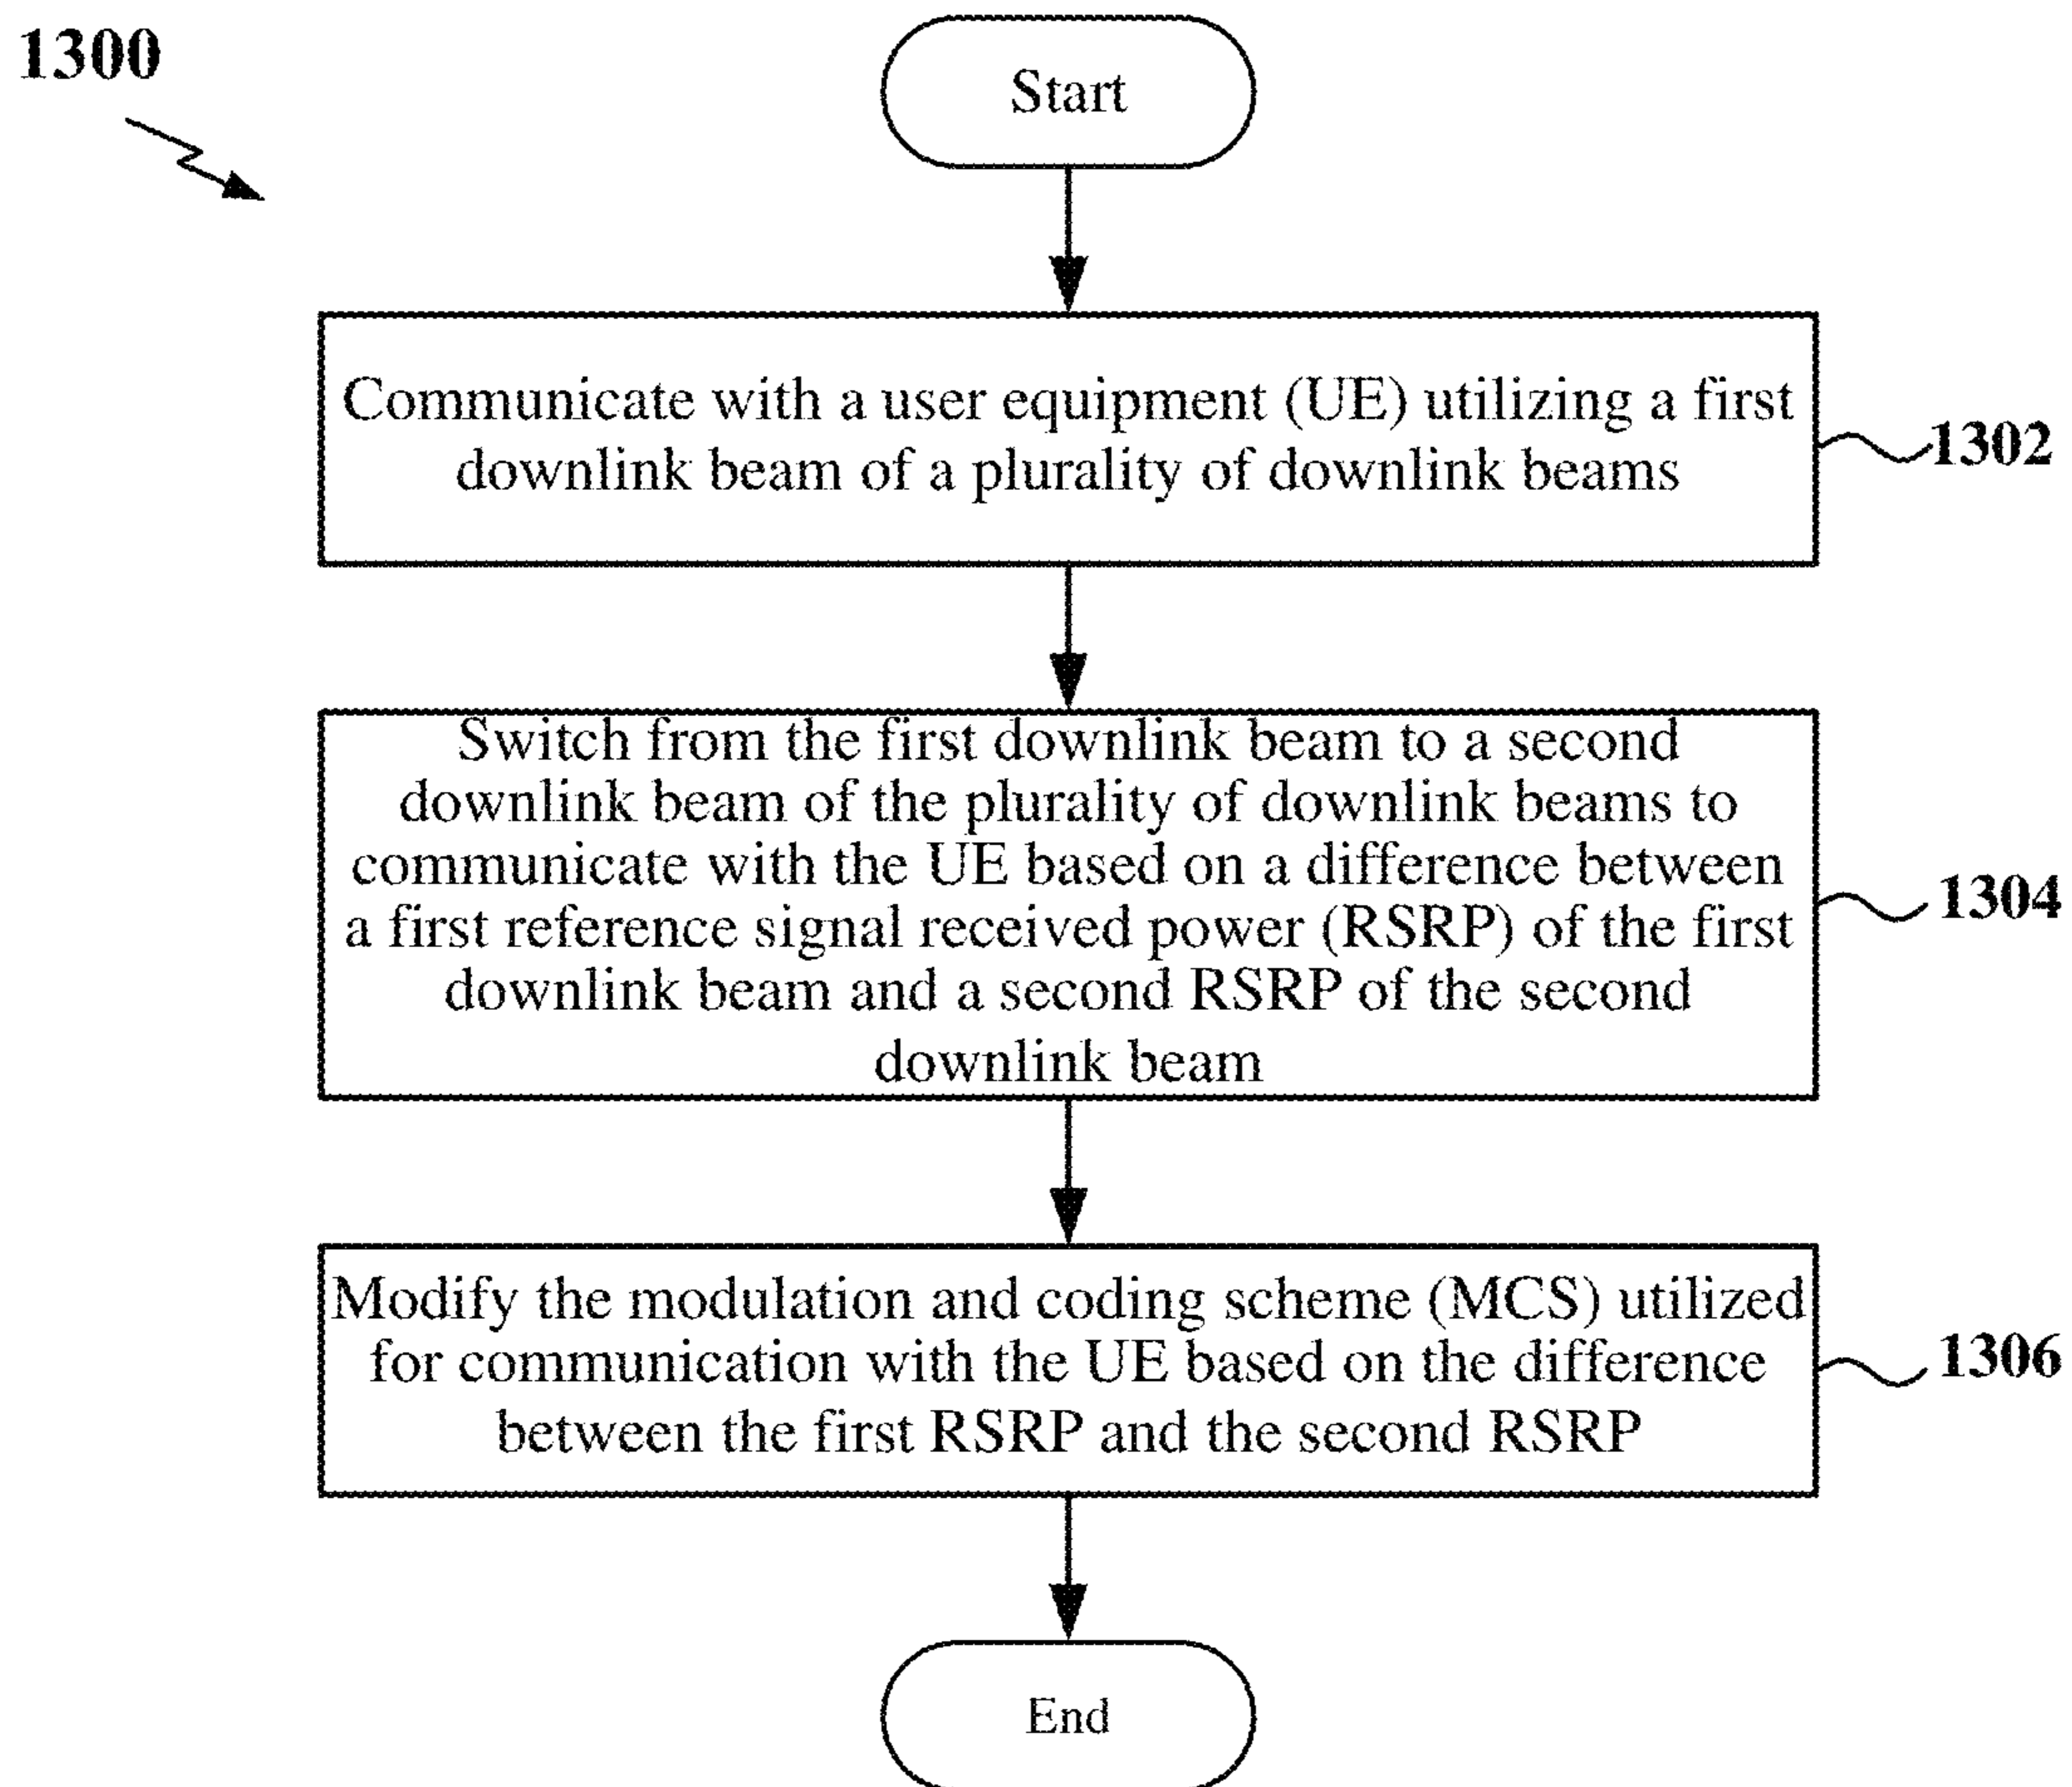 1300
Start
Communicate with a user equipment (UE) utilizing a first
downlink beam of a plurality of downlink beams
1302
Switch from the first downlink beam to a second
downlink beam of the plurality of downlink beams to
communicate with the UE based on a difference between
a first reference signal received power (RSRP) of the first
downlink beam and a second RSRP of the second
downlink beam
1304
Modify the modulation and coding scheme (MCS) utilized
for communication with the UE based on the difference
between the first RSRP and the second RSRP
1306
End